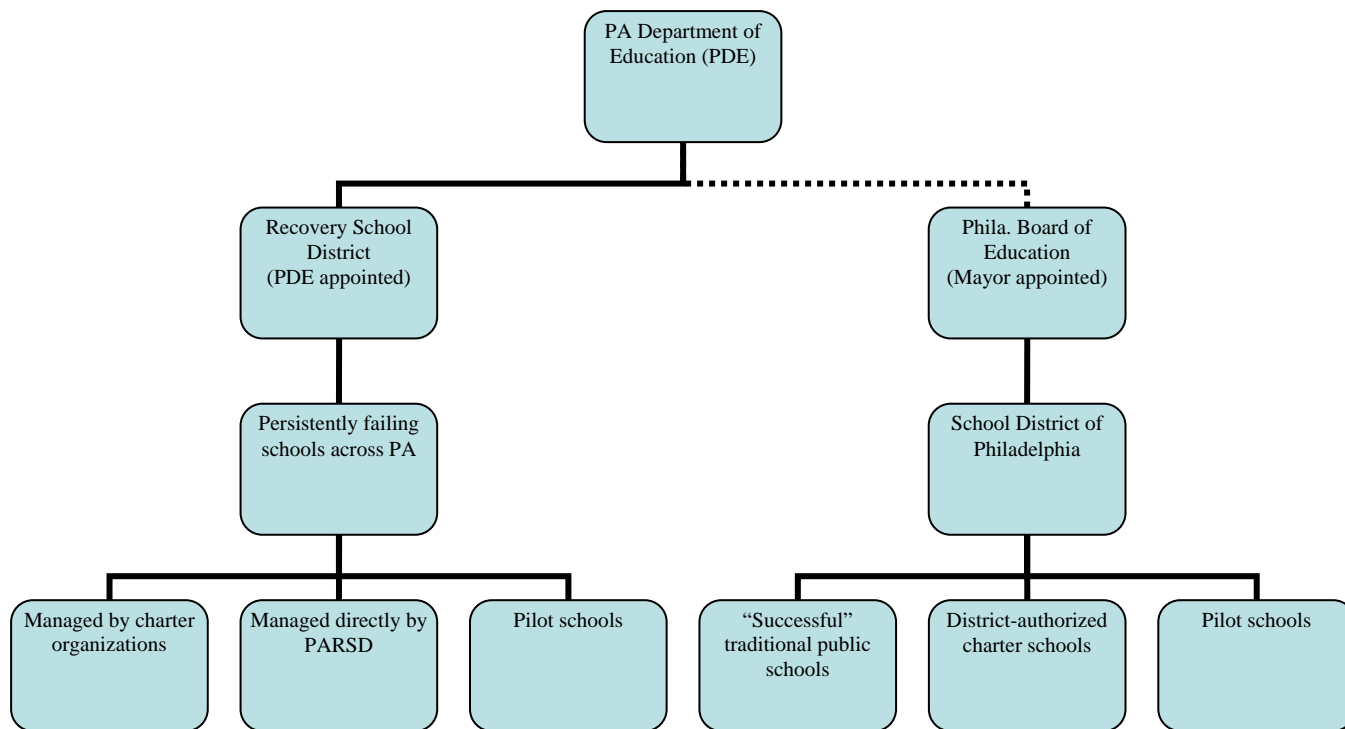 PA Department of
Education (PDE)
Recovery School
District
(PDE appointed)
Phila. Board of
Education
(Mayor appointed)
Persistently failing
schools across PA
School District of
Philadelphia
Managed by charter
organizations
Managed directly by
PARSD
Pilot schools
“Successful”
traditional public
schools
District-authorized
charter schools
Pilot schools